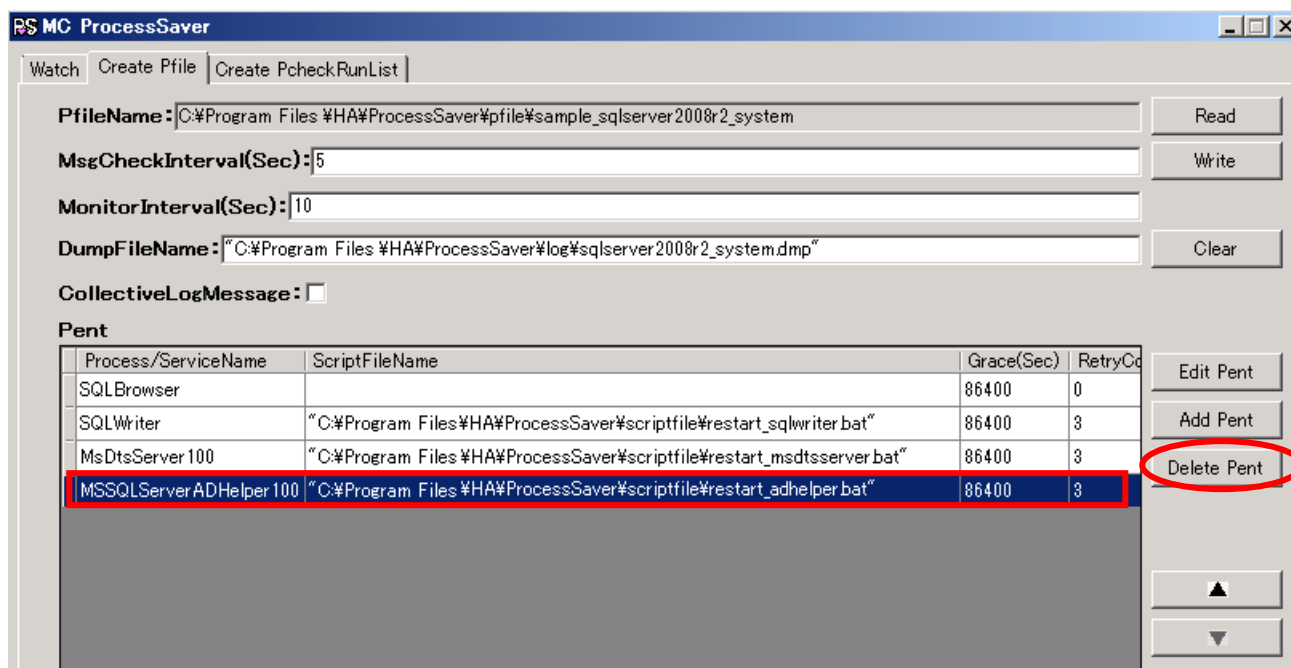 MC ProcessSaver
Watch Create Pfile Create PcheckRunList
PfileName: C:¥Program Files ¥HA¥ProcessSaver¥pfile¥sample_sqlserver2008r2_system Read
MsgCheckInterval(Sec): 5 Write
MonitorInterval(Sec): 10
DumpFileName: "C:¥Program Files ¥HA¥ProcessSaver¥log¥sqlserver2008r2_system.dmp" Clear
CollectiveLogMessage:
Pent
Process/ServiceName ScriptFileName Grace(Sec) RetryCo
Edit Pent
SQLBrowser 86400 0
SQLWriter "C:¥Program Files¥HA¥ProcessSaver¥scriptfile¥restart_sqlwriter.bat" 86400 3 Add Pent
MsDtsServer100 "C:¥Program Files ¥HA¥ProcessSaver¥scriptfile¥restart_msdtsserver.bat" 86400 3
Delete Pent
MSSQLServerADHelper100 "C:¥Program Files ¥HA¥ProcessSaver¥scriptfile¥restart_adhelper.bat" 86400 3
▲
▼